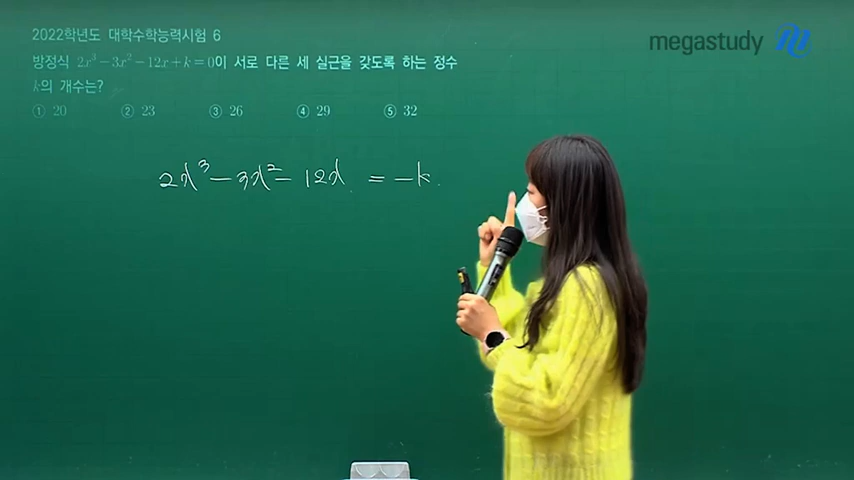 2022학년도 대학수학능력시험 6
megastudy
방정식 2x³-3x²-12x+k=0이 서로 다른 세 실근을 갖도록 하는 정수
k의 개수는?
① 20 ② 23 ③ 26 ④ 29 ⑤ 32
2x³-3x²-12x = -k